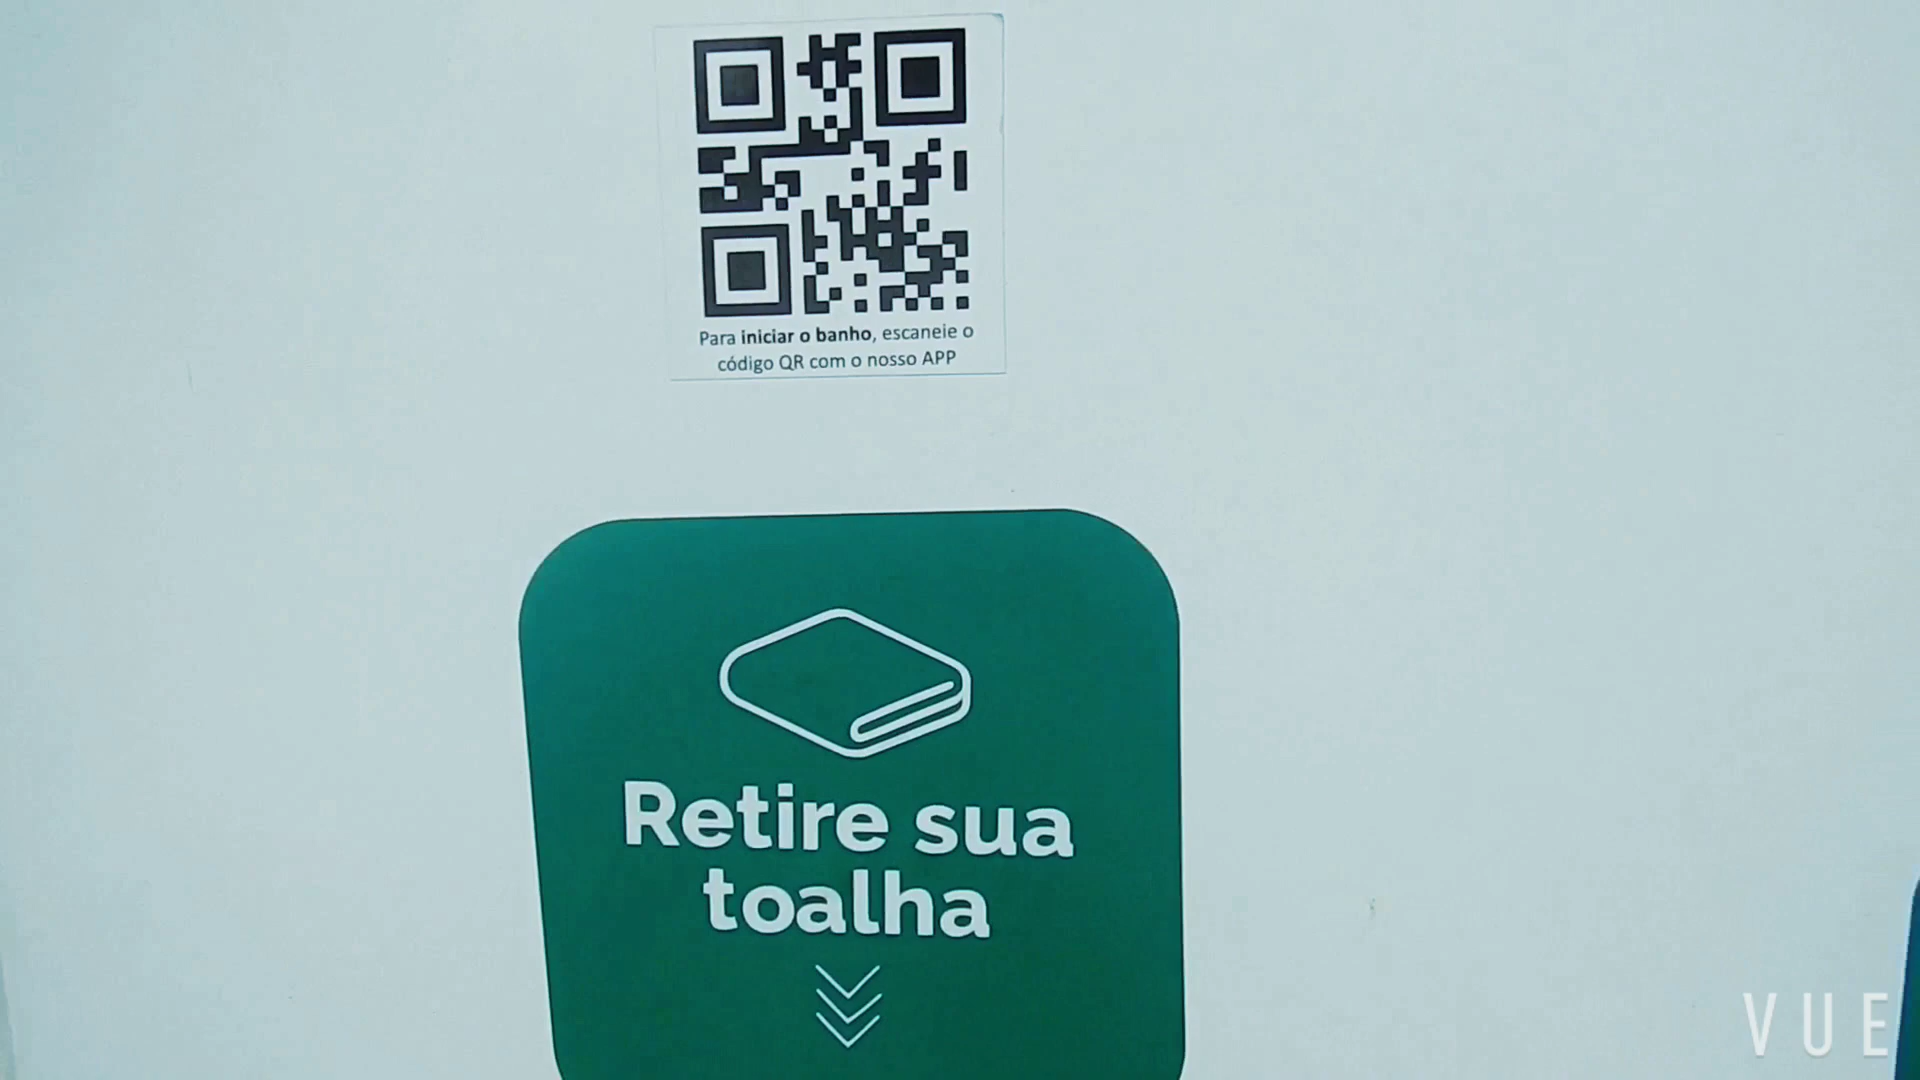 Para iniciar o banho, escaneie o
código QR com o nosso APP
Retire sua
toalha
VUE